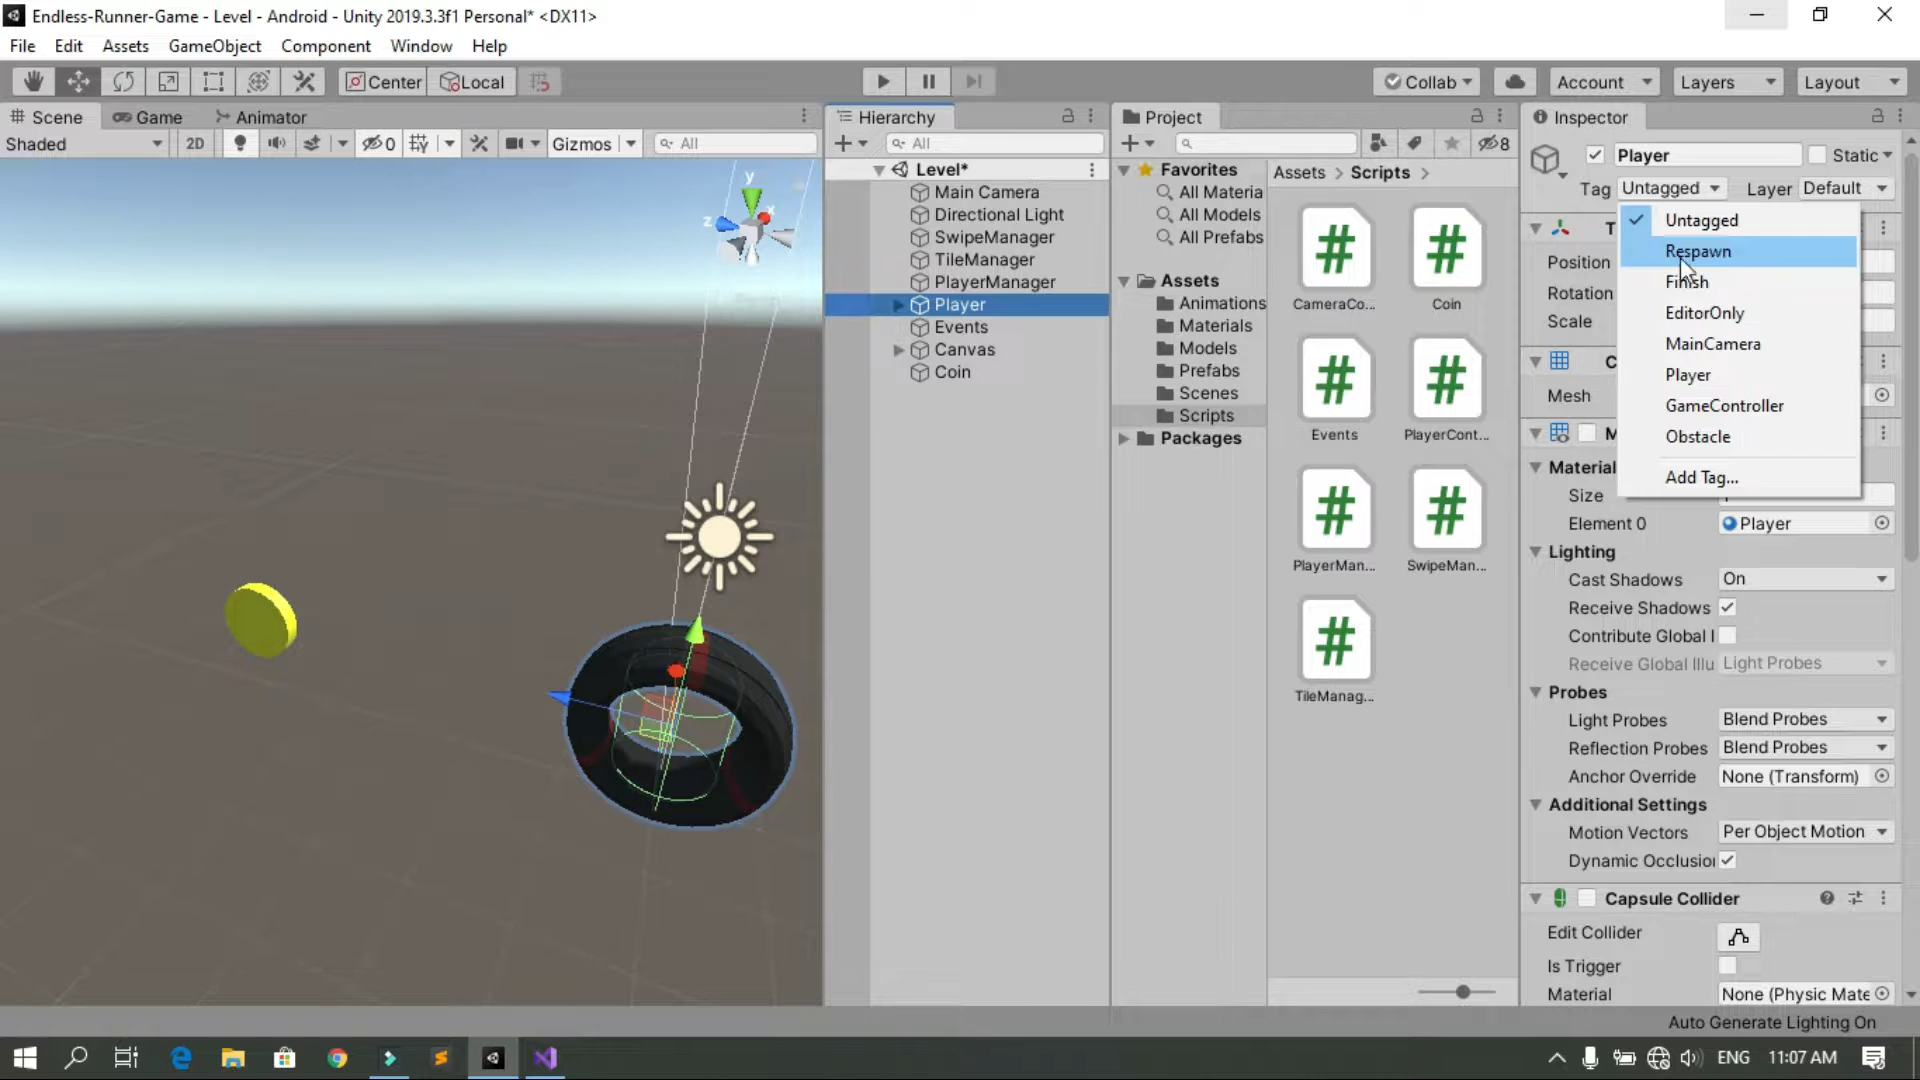 Endless-Runner-Game - Level - Android - Unity 2019.3.3f1 Personal* <DX11>
File Edit Assets GameObject Component Window Help
Center Local Collab Account Layers Layout
Scene Game Animator
Shaded 2D 0 Gizmos All
Hierarchy
All
Level*
Main Camera
Directional Light
SwipeManager
TileManager
PlayerManager
Player
Events
Canvas
Coin
Project
8
Favorites
All Materia
All Models
All Prefabs
Assets
Animations
Materials
Models
Prefabs
Scenes
Scripts
Packages
Assets > Scripts >
CameraCo... Coin
Events PlayerCont...
PlayerMan... SwipeMan...
TileManag...
Inspector
Player Static
Tag Untagged Layer Default
Untagged
Respawn
Finish
EditorOnly
MainCamera
Player
GameController
Obstacle
Add Tag...
T
Position
Rotation
Scale
C
Mesh
M
Material
Size
Element 0 Player
Lighting
Cast Shadows On
Receive Shadows
Contribute Global I
Receive Global Illu Light Probes
Probes
Light Probes Blend Probes
Reflection Probes Blend Probes
Anchor Override None (Transform)
Additional Settings
Motion Vectors Per Object Motion
Dynamic Occlusion
Capsule Collider
Edit Collider
Is Trigger
Material None (Physic Mate
Auto Generate Lighting On
ENG 11:07 AM
y
x
z